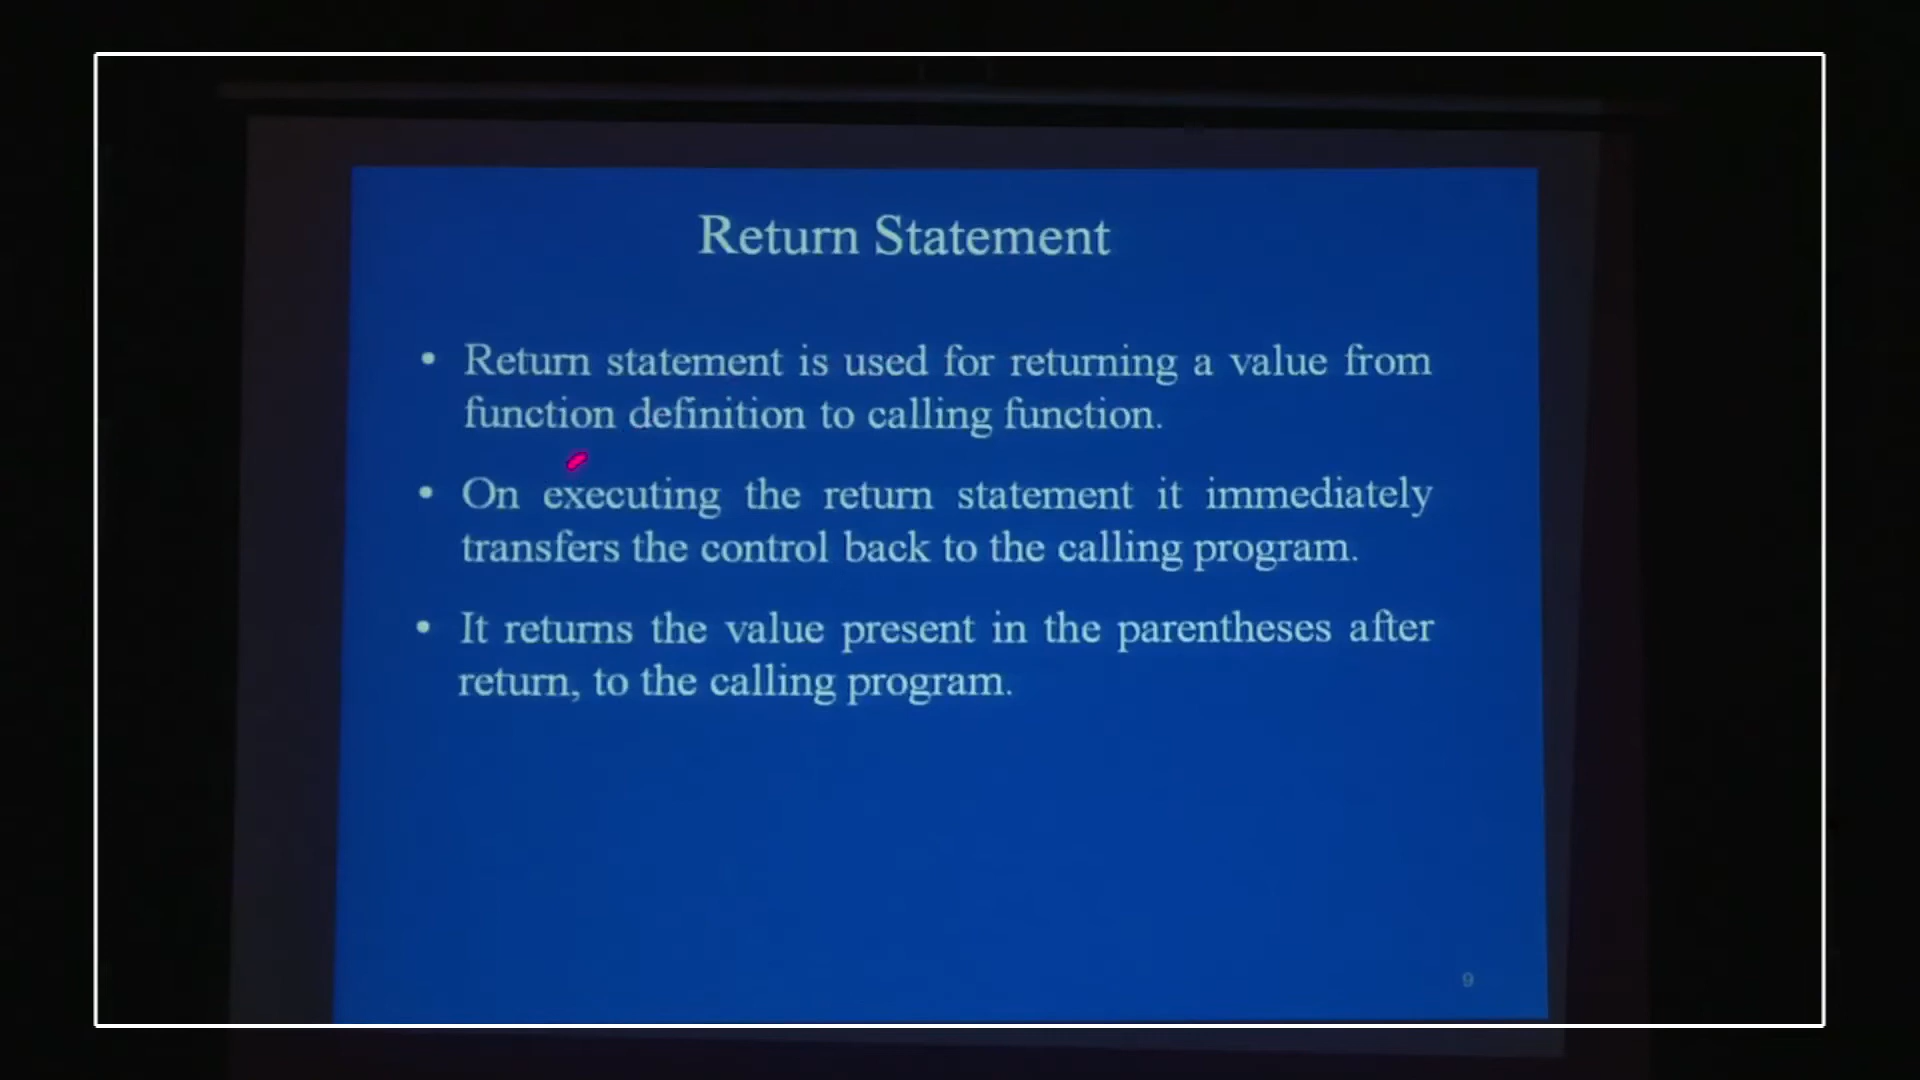 Return Statement
• Return statement is used for returning a value from
function definition to calling function.
• On executing the return statement it immediately
transfers the control back to the calling program.
• It returns the value present in the parentheses after
return, to the calling program.
9